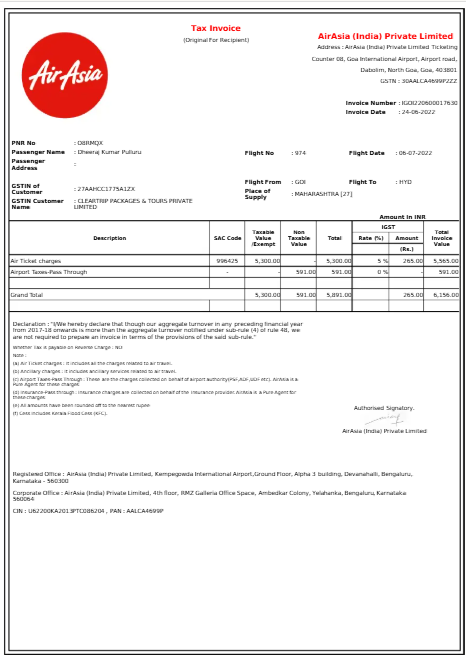 Tax Invoice
(Original For Recipient)
AirAsia (India) Private Limited
Address : AirAsia (India) Private Limited Ticketing
Counter 08, Goa International Airport, Airport road,
Dabolim, North Goa, Goa, 403801
GSTN : 30AALCA4699P2ZZ
AirAsia
Invoice Number : IGOI220600017630
Invoice Date : 24-06-2022
PNR No : O8RMQX
Passenger Name : Dheeraj Kumar Pulluru
Flight No : 974 Flight Date : 06-07-2022
Passenger
Address :
Flight From : GOI Flight To : HYD
GSTIN of
Customer : 27AAHCC1775A1ZX
Place of
Supply : MAHARASHTRA [27]
GSTIN Customer
Name : CLEARTRIP PACKAGES & TOURS PRIVATE
LIMITED
Amount In INR
Description SAC Code Taxable Value /Exempt Non Taxable Value Total IGST Rate (%) Amount (Rs.) Total Invoice Value
Air Ticket charges 996425 5,300.00 - 5,300.00 5 % 265.00 5,565.00
Airport Taxes-Pass Through - - 591.00 591.00 0 % - 591.00
Grand Total 5,300.00 591.00 5,891.00 265.00 6,156.00
Declaration : "I/We hereby declare that though our aggregate turnover in any preceding financial year
from 2017-18 onwards is more than the aggregate turnover notified under sub-rule (4) of rule 48, we
are not required to prepare an invoice in terms of the provisions of the said sub-rule."
Whether Tax is payable on Reverse Charge : NO
Note :
(a) Air Ticket charges : It includes all the charges related to air travel.
(b) Ancillary charges : It includes ancillary services related to air travel.
(c) Airport Taxes-Pass Through : These are the charges collected on behalf of airport authority(PSF,ADF,UDF etc). AirAsia is a
Pure Agent for these charges.
(d) Insurance-Pass through : Insurance charges are collected on behalf of the Insurance provider. AirAsia is a Pure Agent for
these charges.
(e) All amounts have been rounded off to the nearest rupee.
(f) Cess includes Kerala Flood Cess (KFC).
Authorised Signatory.
AirAsia (India) Private Limited
Registered Office : AirAsia (India) Private Limited, Kempegowda International Airport,Ground Floor, Alpha 3 building, Devanahalli, Bengaluru,
Karnataka - 560300
Corporate Office : AirAsia (India) Private Limited, 4th floor, RMZ Galleria Office Space, Ambedkar Colony, Yelahanka, Bengaluru, Karnataka
560064
CIN : U62200KA2013PTC086204 , PAN : AALCA4699P